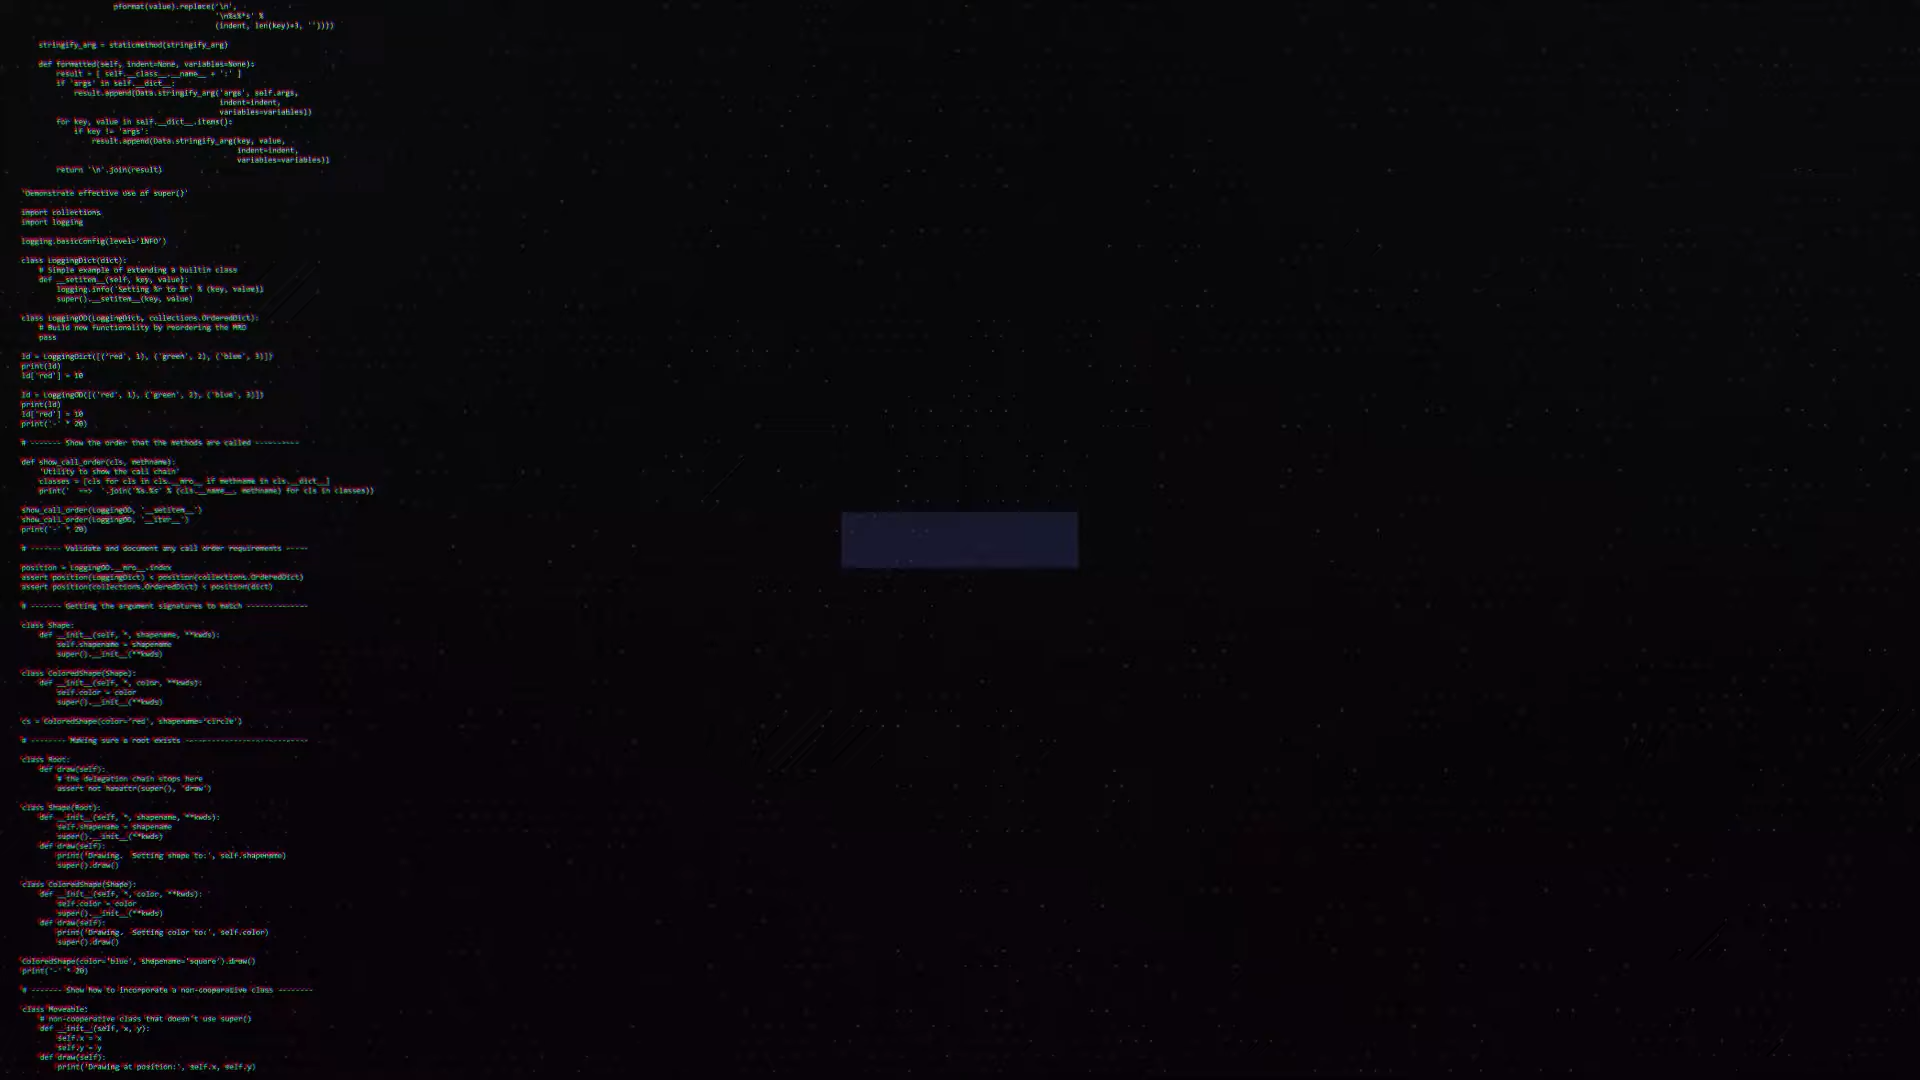 pformat(value).replace('\n',
'\n%s%*s' %
(indent, len(key)+3, ''))))
stringify_arg = staticmethod(stringify_arg)
def formatted(self, indent=None, variables=None):
result = [ self.__class__.__name__ + ':' ]
if 'args' in self.__dict__:
result.append(Data.stringify_arg('args', self.args,
indent=indent,
variables=variables))
for key, value in self.__dict__.items():
if key != 'args':
result.append(Data.stringify_arg(key, value,
indent=indent,
variables=variables))
return '\n'.join(result)
'Demonstrate effective use of super()'
import collections
import logging
logging.basicConfig(level='INFO')
class LoggingDict(dict):
# Simple example of extending a builtin class
def __setitem__(self, key, value):
logging.info('Setting %r to %r' % (key, value))
super().__setitem__(key, value)
class LoggingOD(LoggingDict, collections.OrderedDict):
# Build new functionality by reordering the MRO
pass
ld = LoggingDict([('red', 1), ('green', 2), ('blue', 3)])
print(ld)
ld['red'] = 10
ld = LoggingOD([('red', 1), ('green', 2), ('blue', 3)])
print(ld)
ld['red'] = 10
print('-' * 20)
# ------- Show the order that the methods are called ----------
def show_call_order(cls, methname):
'Utility to show the call chain'
classes = [cls for cls in cls.__mro__ if methname in cls.__dict__]
print('  ==>  '.join('%s.%s' % (cls.__name__, methname) for cls in classes))
show_call_order(LoggingOD, '__setitem__')
show_call_order(LoggingOD, '__iter__')
print('-' * 20)
# ------- Validate and document any call order requirements -----
position = LoggingOD.__mro__.index
assert position(LoggingDict) < position(collections.OrderedDict)
assert position(collections.OrderedDict) < position(dict)
# ------- Getting the argument signatures to match --------------
class Shape:
def __init__(self, *, shapename, **kwds):
self.shapename = shapename
super().__init__(**kwds)
class ColoredShape(Shape):
def __init__(self, *, color, **kwds):
self.color = color
super().__init__(**kwds)
cs = ColoredShape(color='red', shapename='circle')
# -------- Making sure a root exists ----------------------------
class Root:
def draw(self):
# the delegation chain stops here
assert not hasattr(super(), 'draw')
class Shape(Root):
def __init__(self, *, shapename, **kwds):
self.shapename = shapename
super().__init__(**kwds)
def draw(self):
print('Drawing.  Setting shape to:', self.shapename)
super().draw()
class ColoredShape(Shape):
def __init__(self, *, color, **kwds):
self.color = color
super().__init__(**kwds)
def draw(self):
print('Drawing.  Setting color to:', self.color)
super().draw()
ColoredShape(color='blue', shapename='square').draw()
print('-' * 20)
# ------- Show how to incorporate a non-cooperative class --------
class Moveable:
# non-cooperative class that doesn't use super()
def __init__(self, x, y):
self.x = x
self.y = y
def draw(self):
print('Drawing at position:', self.x, self.y)